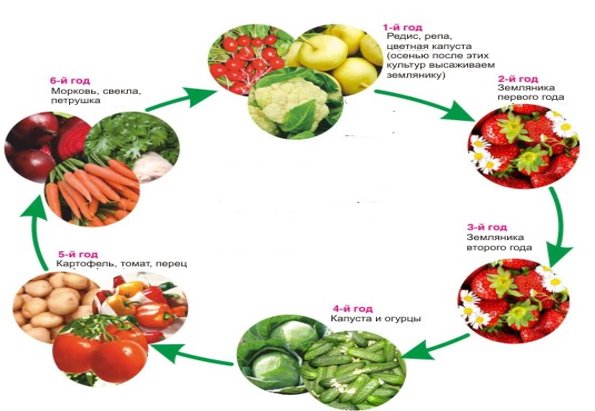 1-й год
Редис, репа,
цветная капуста
(осенью после этих
культур высаживаем
землянику)
2-й год
Земляника
первого года
3-й год
Земляника
второго года
4-й год
Капуста и огурцы
5-й год
Картофель, томат, перец
6-й год
Морковь, свекла,
петрушка